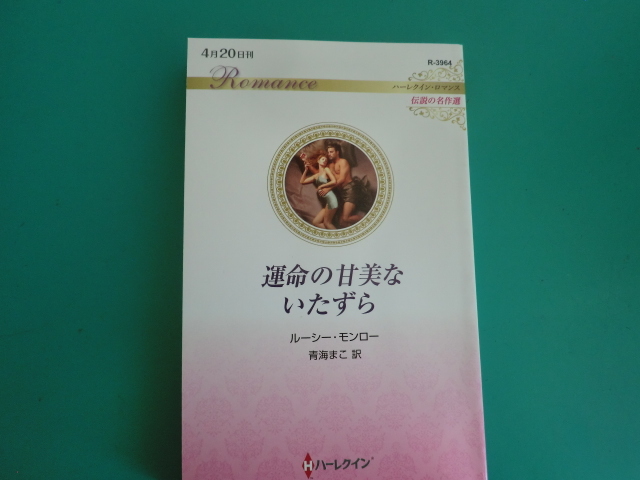 4月20日刊
R-3964
Romance
ハーレクイン・ロマンス
伝説の名作選
運命の甘美な
いたずら
ルーシー・モンロー
青海まこ 訳
ハーレクイン®